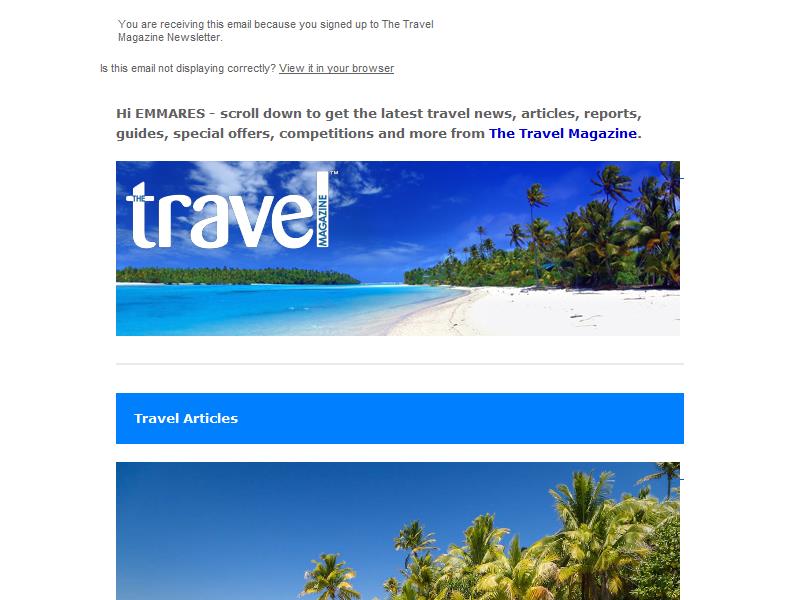 You are receiving this email because you signed up to The Travel
Magazine Newsletter.
Is this email not displaying correctly? View it in your browser
Hi EMMARES - scroll down to get the latest travel news, articles, reports,
guides, special offers, competitions and more from The Travel Magazine.
THE travel MAGAZINE™
Travel Articles